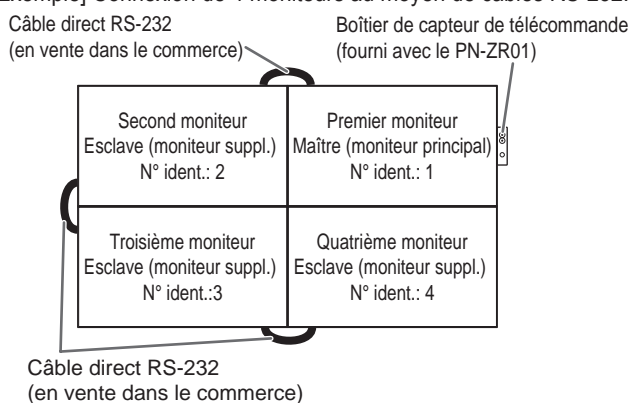 Câble direct RS-232
(en vente dans le commerce)
Boîtier de capteur de télécommande
(fourni avec le PN-ZR01)
Second moniteur
Esclave (moniteur suppl.)
N° ident.: 2
Premier moniteur
Maître (moniteur principal)
N° ident.: 1
Troisième moniteur
Esclave (moniteur suppl.)
N° ident.:3
Quatrième moniteur
Esclave (moniteur suppl.)
N° ident.: 4
Câble direct RS-232
(en vente dans le commerce)